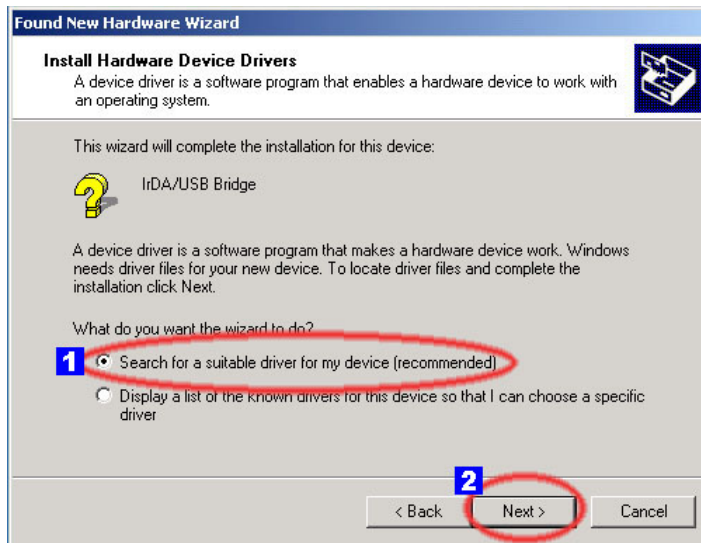 Found New Hardware Wizard
Install Hardware Device Drivers
A device driver is a software program that enables a hardware device to work with
an operating system.
This wizard will complete the installation for this device:
IrDA/USB Bridge
A device driver is a software program that makes a hardware device work. Windows
needs driver files for your new device. To locate driver files and complete the
installation click Next.
What do you want the wizard to do?
1
Search for a suitable driver for my device (recommended)
Display a list of the known drivers for this device so that I can choose a specific
driver
2
< Back
Next >
Cancel